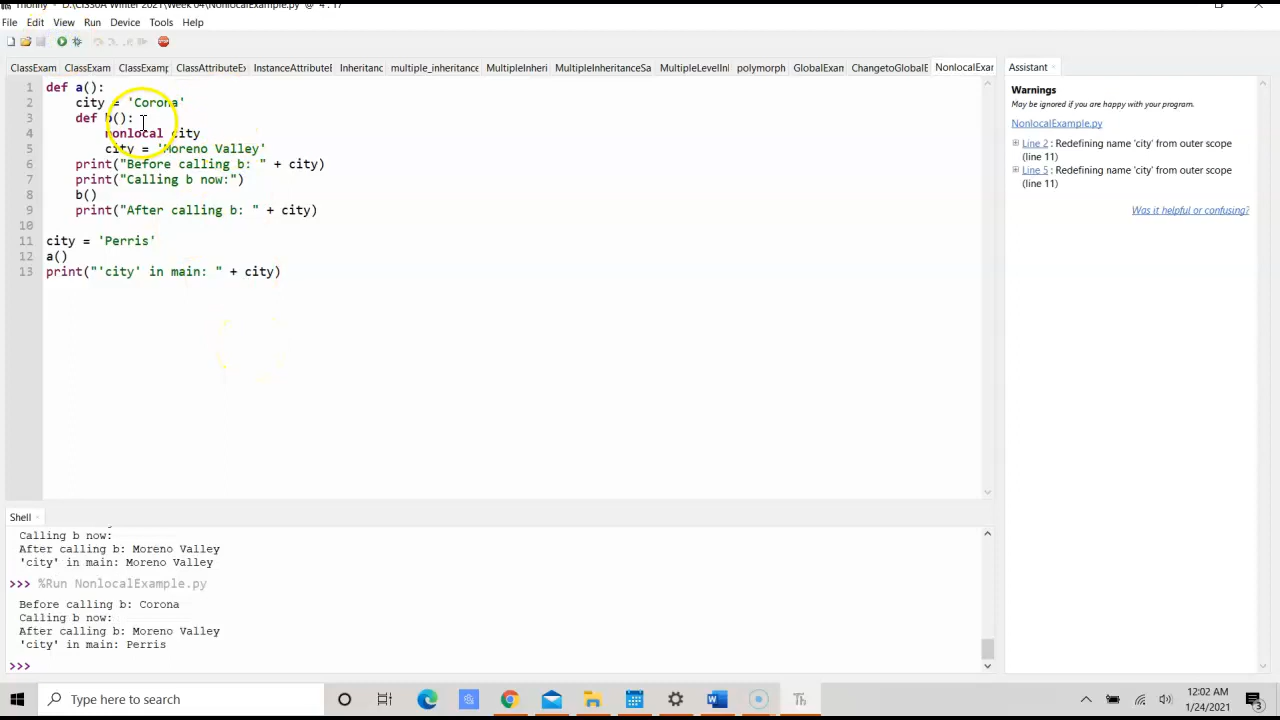 Thonny - D:\CIS30A Winter 2021\Week 04\NonlocalExample.py @ 4 : 17
File Edit View Run Device Tools Help
ClassExam ClassExam ClassExamp ClassAttributeEx InstanceAttributeE Inheritanc multiple_inheritance MultipleInheri MultipleInheritanceSa MultipleLevelInl polymorph GlobalExam ChangetoGlobalE NonlocalExar Assistant
1 def a():
2 city = 'Corona'
3 def b():
4 nonlocal city
5 city = 'Moreno Valley'
6 print("Before calling b: " + city)
7 print("Calling b now:")
8 b()
9 print("After calling b: " + city)
10
11 city = 'Perris'
12 a()
13 print("'city' in main: " + city)
Warnings
May be ignored if you are happy with your program.
NonlocalExample.py
Line 2 : Redefining name 'city' from outer scope
(line 11)
Line 5 : Redefining name 'city' from outer scope
(line 11)
Was it helpful or confusing?
Shell
Calling b now:
After calling b: Moreno Valley
'city' in main: Moreno Valley
>>> %Run NonlocalExample.py
Before calling b: Corona
Calling b now:
After calling b: Moreno Valley
'city' in main: Perris
>>>
Type here to search
12:02 AM
1/24/2021
3